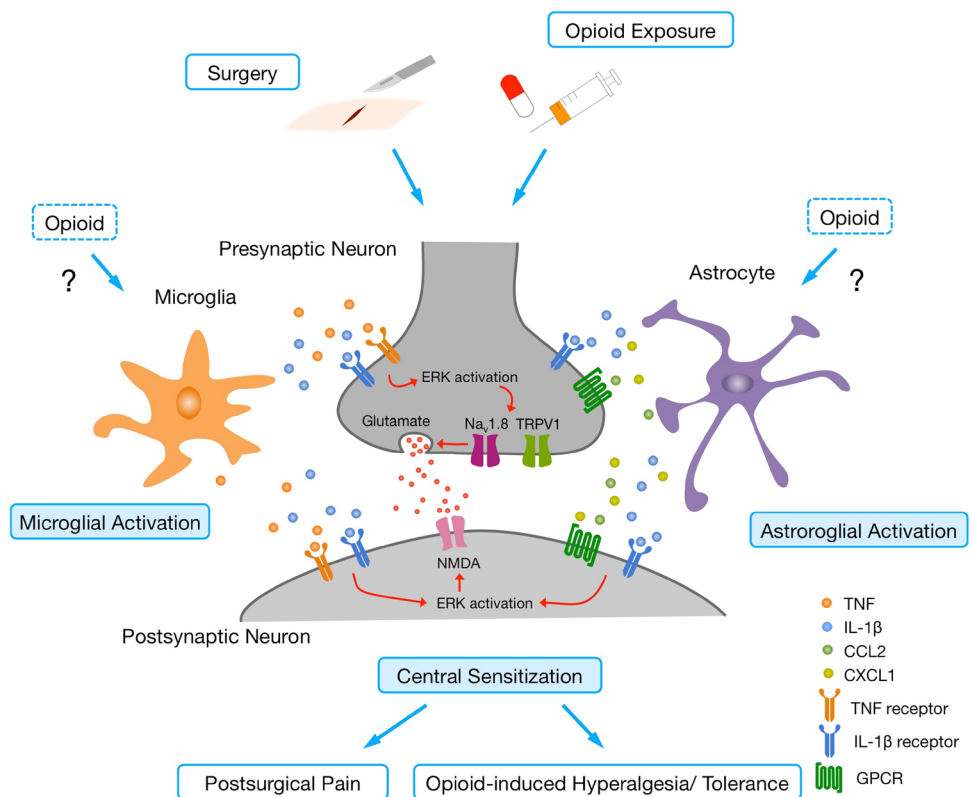 Opioid Exposure
Surgery
Opioid
Opioid
?
?
Presynaptic Neuron
Microglia
Astrocyte
ERK activation
Glutamate
Naᵥ1.8
TRPV1
Microglial Activation
Astroroglial Activation
NMDA
ERK activation
Postsynaptic Neuron
Central Sensitization
Postsurgical Pain
Opioid-induced Hyperalgesia/ Tolerance
TNF
IL-1β
CCL2
CXCL1
TNF receptor
IL-1β receptor
GPCR